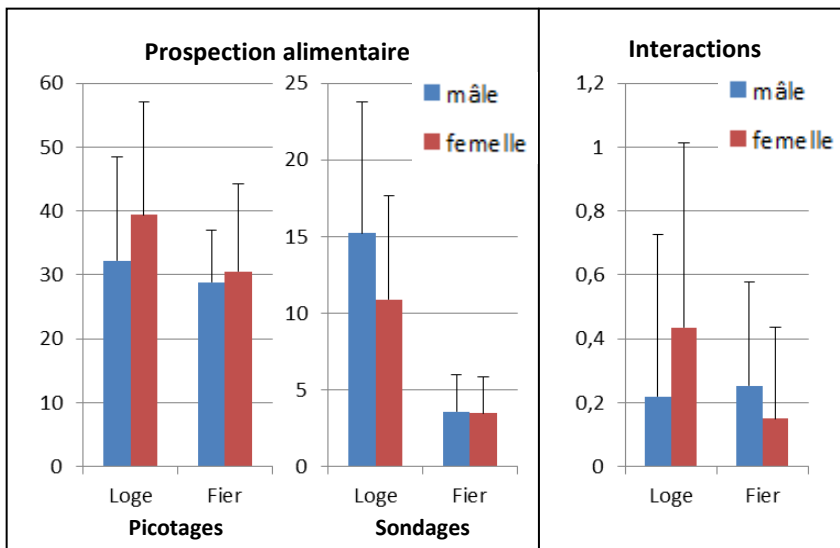 Prospection alimentaire
60
50
40
30
20
10
0
Loge Fier
Picotages
25
20
15
10
5
0
mâle
femelle
Loge Fier
Sondages
Interactions
1,2
1
0,8
0,6
0,4
0,2
0
mâle
femelle
Loge Fier